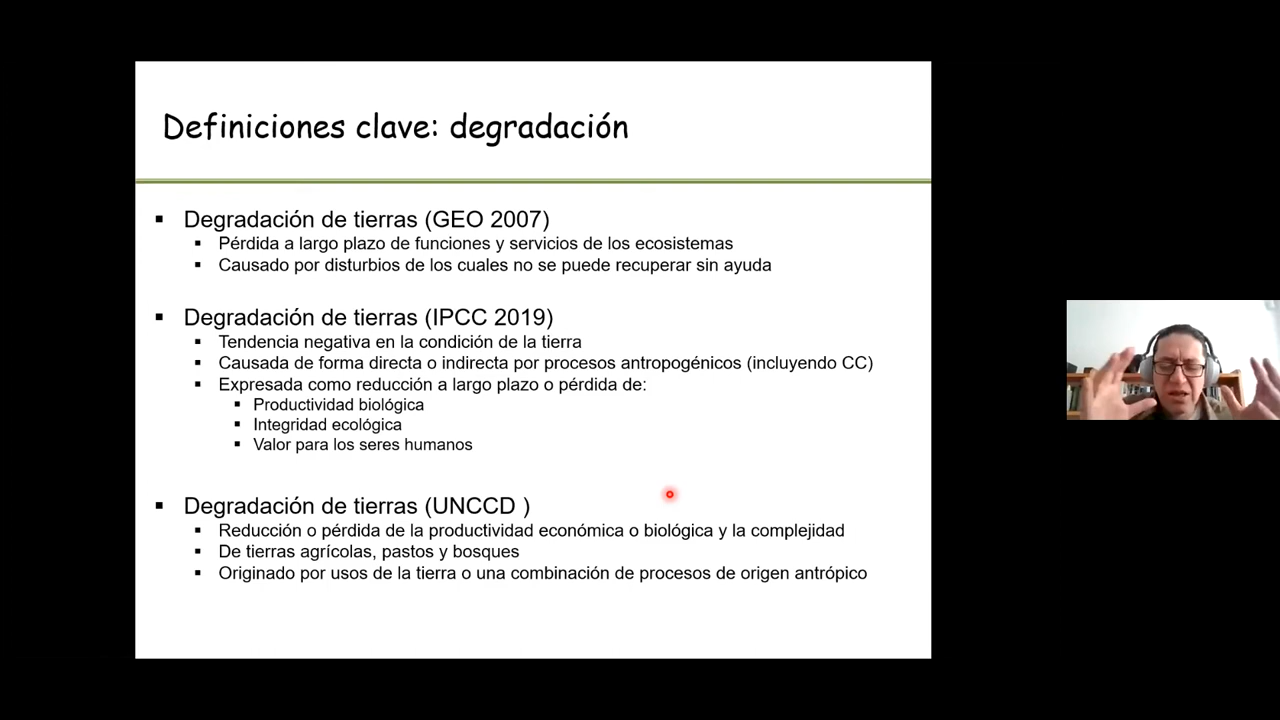 Definiciones clave: degradación
▪ Degradación de tierras (GEO 2007)
▪ Pérdida a largo plazo de funciones y servicios de los ecosistemas
▪ Causado por disturbios de los cuales no se puede recuperar sin ayuda
▪ Degradación de tierras (IPCC 2019)
▪ Tendencia negativa en la condición de la tierra
▪ Causada de forma directa o indirecta por procesos antropogénicos (incluyendo CC)
▪ Expresada como reducción a largo plazo o pérdida de:
▪ Productividad biológica
▪ Integridad ecológica
▪ Valor para los seres humanos
▪ Degradación de tierras (UNCCD )
▪ Reducción o pérdida de la productividad económica o biológica y la complejidad
▪ De tierras agrícolas, pastos y bosques
▪ Originado por usos de la tierra o una combinación de procesos de origen antrópico